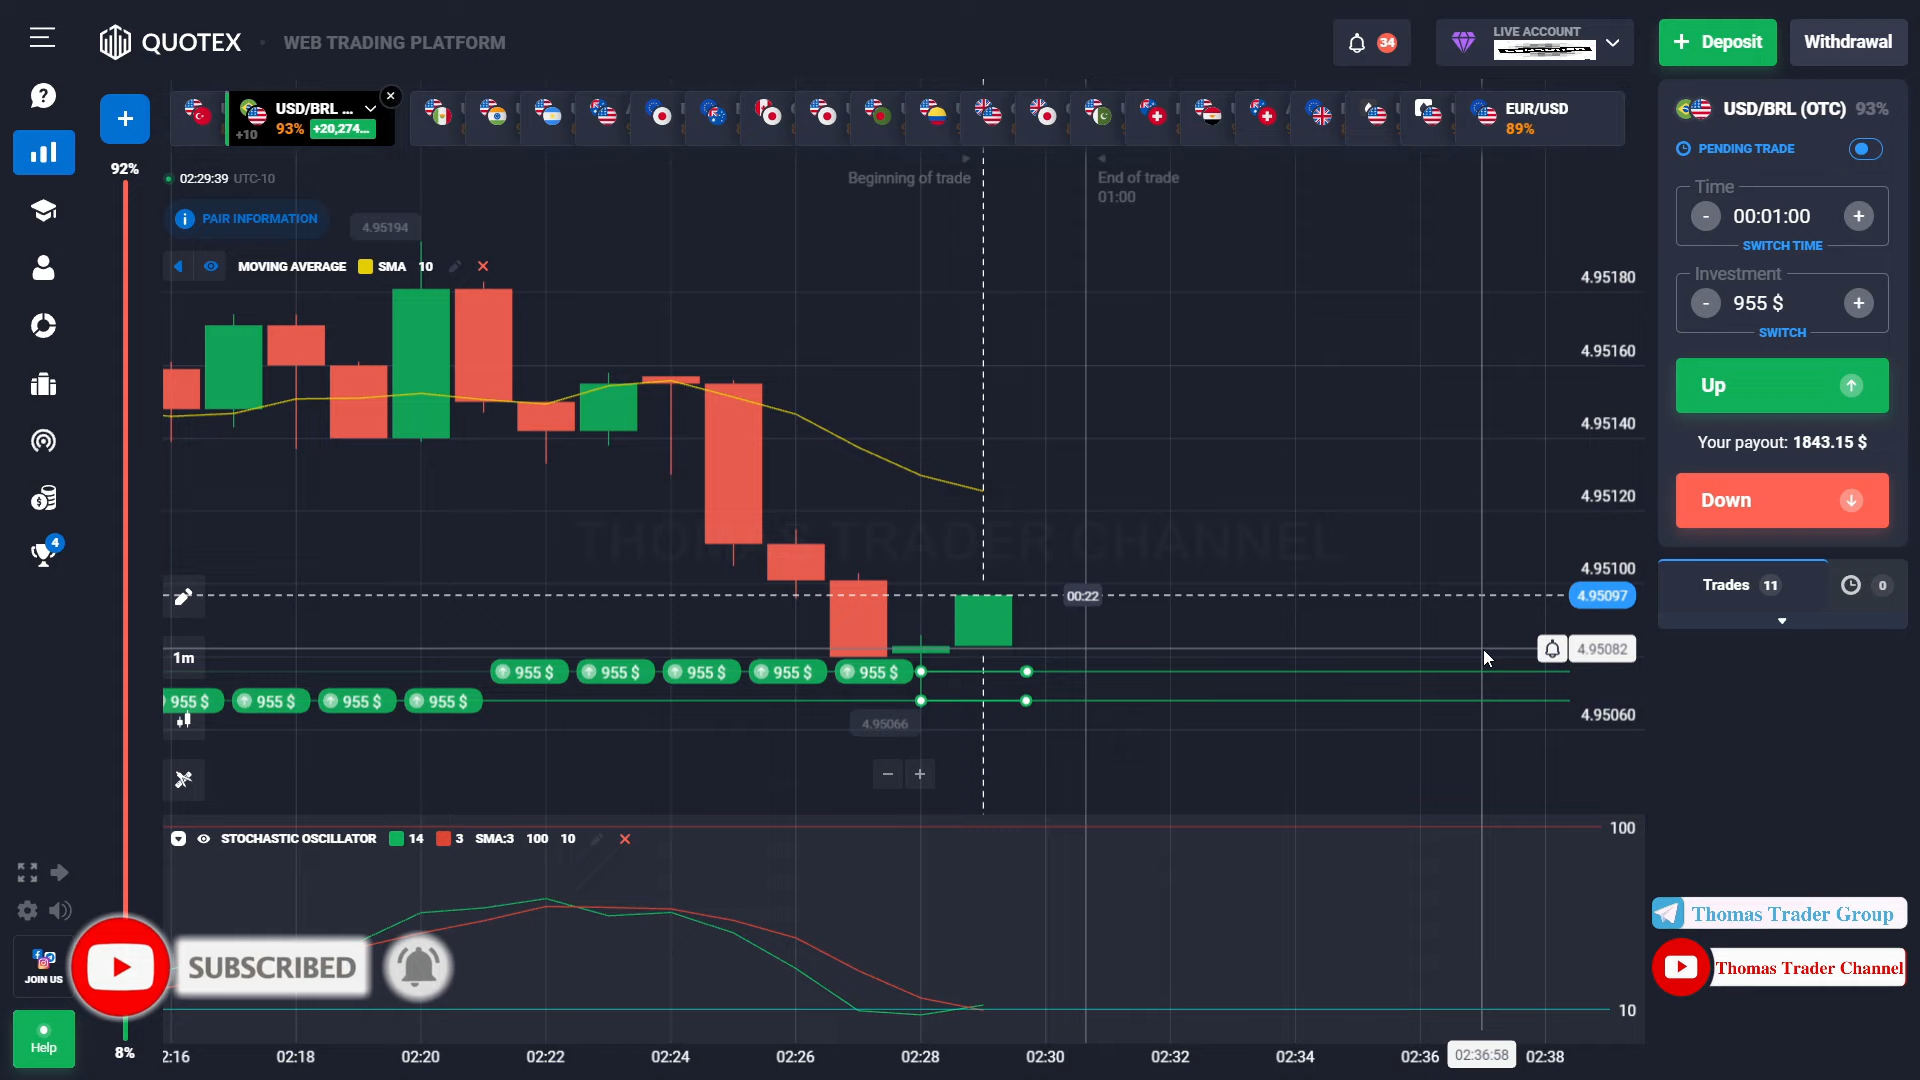 QUOTEX
WEB TRADING PLATFORM
34
LIVE ACCOUNT
+ Deposit
Withdrawal
+
USD/BRL ...
+10
93%
+20,274...
EUR/USD
89%
USD/BRL (OTC) 93%
PENDING TRADE
92%
02:29:39 UTC-10
Beginning of trade
End of trade
01:00
PAIR INFORMATION
4.95194
MOVING AVERAGE SMA 10
Time
- 00:01:00 +
SWITCH TIME
Investment
- 955 $ +
SWITCH
Up
Your payout: 1843.15 $
Down
Trades 11
0
4.95180
4.95160
4.95140
4.95120
4.95100
4.95097
4.95082
4.95060
THOMAS TRADER CHANNEL
4
00:22
1m
955 $ 955 $ 955 $ 955 $ 955 $
955 $ 955 $ 955 $ 955 $
4.95066
− +
STOCHASTIC OSCILLATOR 14 3 SMA:3 100 10
100
10
Thomas Trader Group
Thomas Trader Channel
SUBSCRIBED
JOIN US
Help
8%
2:16 02:18 02:20 02:22 02:24 02:26 02:28 02:30 02:32 02:34 02:36 02:36:58 02:38